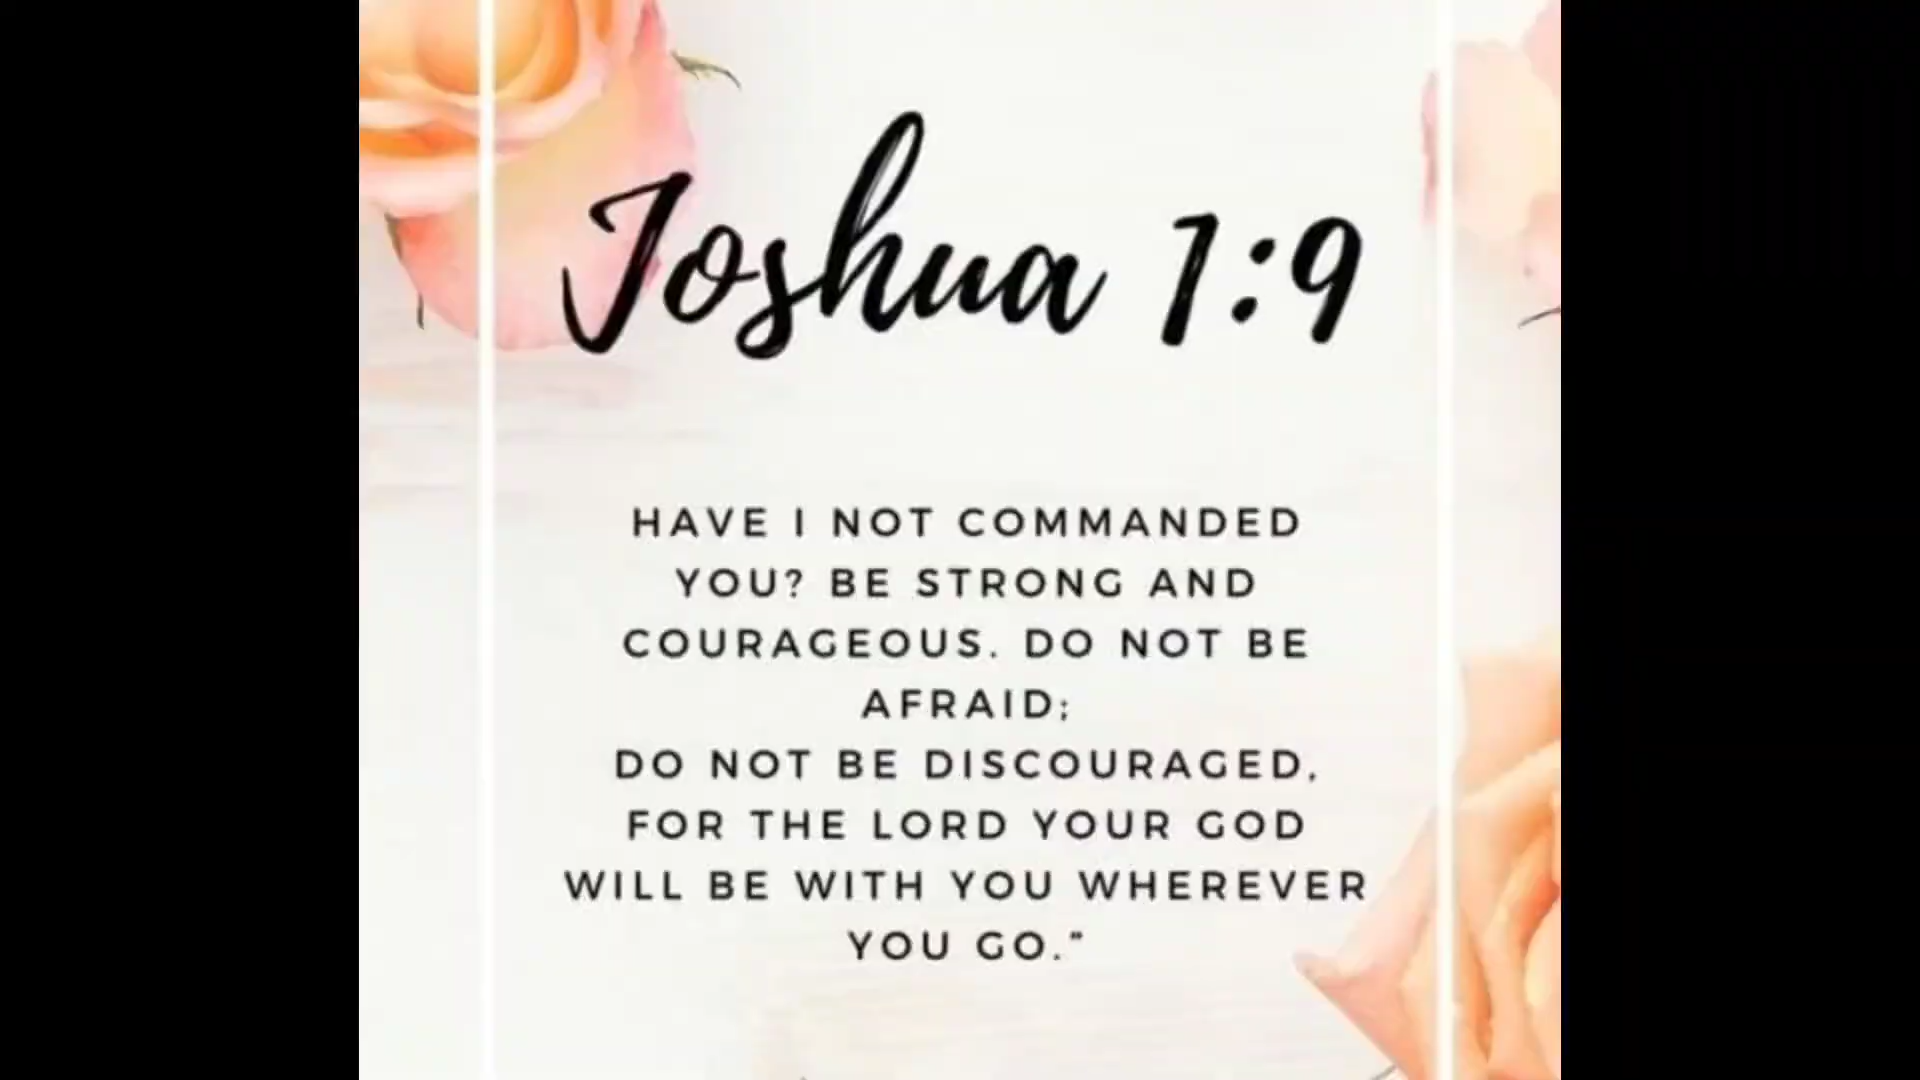 Joshua 1:9
HAVE I NOT COMMANDED
YOU? BE STRONG AND
COURAGEOUS. DO NOT BE
AFRAID;
DO NOT BE DISCOURAGED,
FOR THE LORD YOUR GOD
WILL BE WITH YOU WHEREVER
YOU GO.”